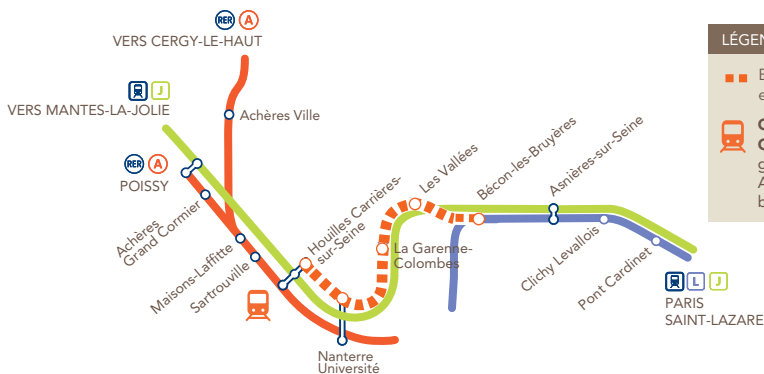 RER A
VERS CERGY-LE-HAUT
J
VERS MANTES-LA-JOLIE
Achères Ville
RER A
POISSY
Achères
Grand Cormier
Maisons-Laffitte
Sartrouville
Houilles Carrières-
sur-Seine
Nanterre
Université
La Garenne-
Colombes
Les Vallées
Bécon-les-Bruyères
Asnières-sur-Seine
Clichy Levallois
Pont Cardinet
L J
PARIS
SAINT-LAZARE